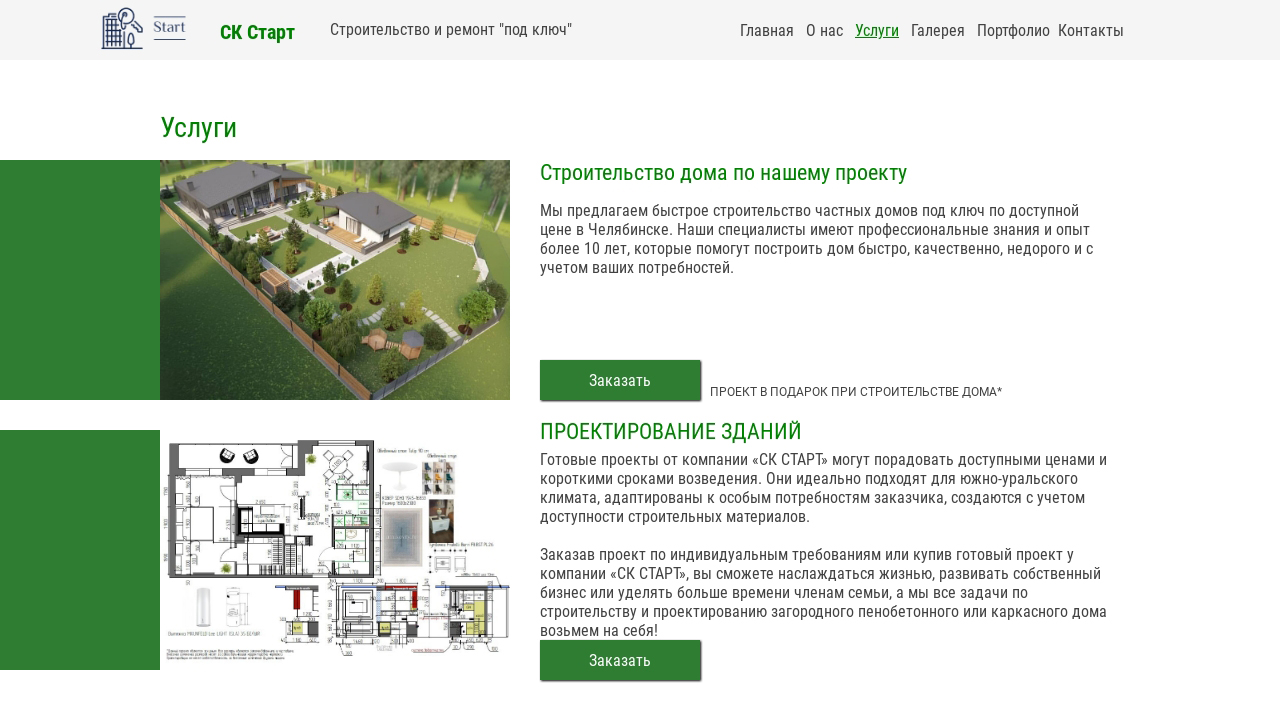 Start
СК Старт
Строительство и ремонт "под ключ"
Главная О нас Услуги Галерея Портфолио Контакты
Услуги
Строительство дома по нашему проекту
Мы предлагаем быстрое строительство частных домов под ключ по доступной
цене в Челябинске. Наши специалисты имеют профессиональные знания и опыт
более 10 лет, которые помогут построить дом быстро, качественно, недорого и с
учетом ваших потребностей.
Заказать
ПРОЕКТ В ПОДАРОК ПРИ СТРОИТЕЛЬСТВЕ ДОМА*
ПРОЕКТИРОВАНИЕ ЗДАНИЙ
Готовые проекты от компании «СК СТАРТ» могут порадовать доступными ценами и
короткими сроками возведения. Они идеально подходят для южно-уральского
климата, адаптированы к особым потребностям заказчика, создаются с учетом
доступности строительных материалов.
Заказав проект по индивидуальным требованиям или купив готовый проект у
компании «СК СТАРТ», вы сможете наслаждаться жизнью, развивать собственный
бизнес или уделять больше времени членам семьи, а мы все задачи по
строительству и проектированию загородного пенобетонного или каркасного дома
возьмем на себя!
Заказать